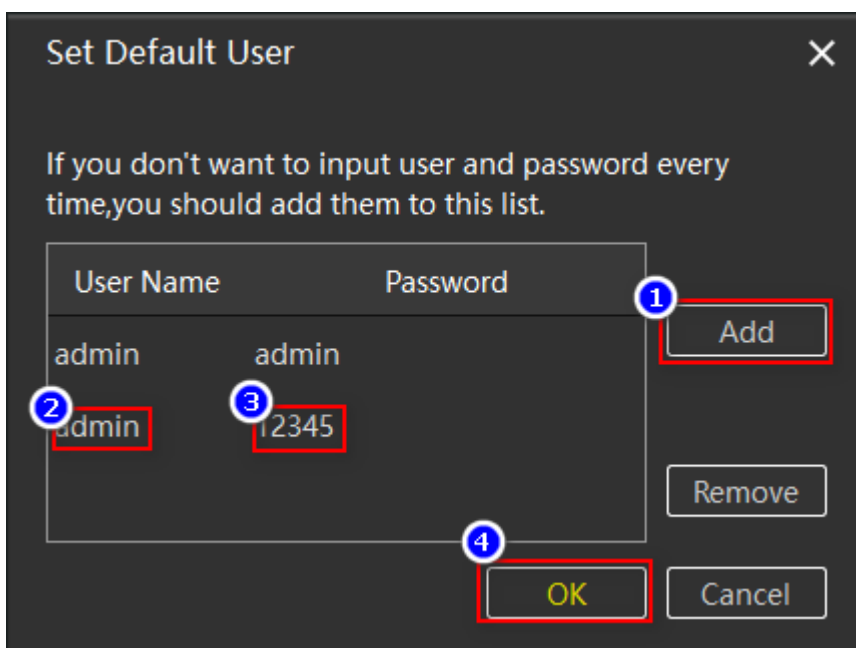 Set Default User
If you don't want to input user and password every
time,you should add them to this list.
User Name Password
1
Add
admin admin
2 3
admin 12345
Remove
4
OK Cancel